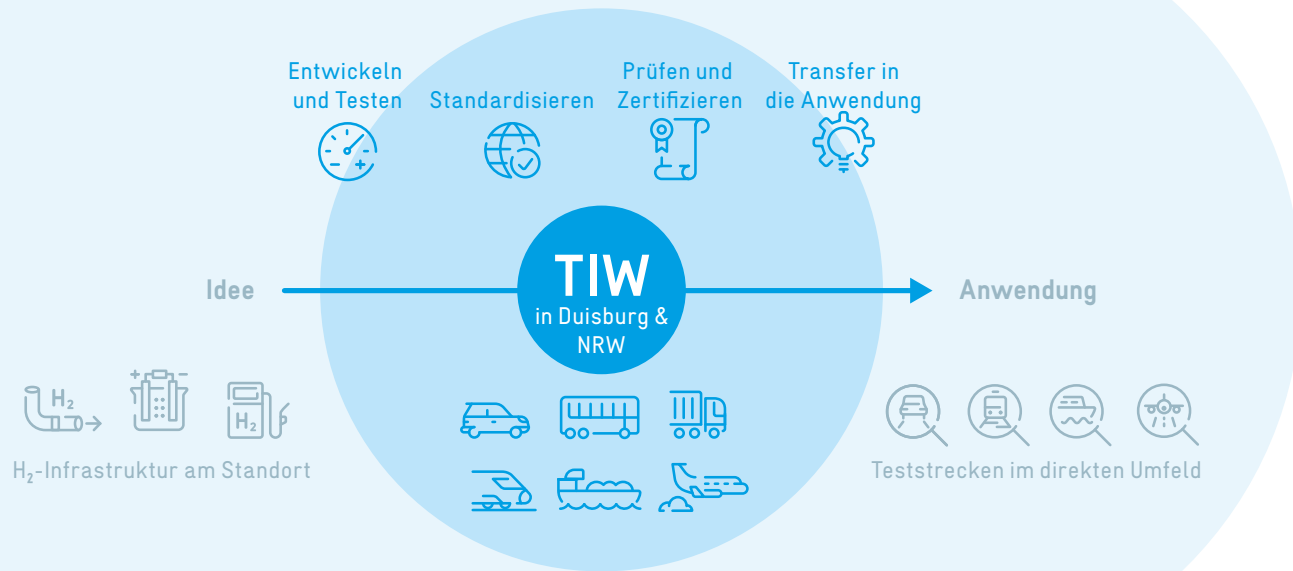 Entwickeln
und Testen
Standardisieren
Prüfen und
Zertifizieren
Transfer in
die Anwendung
Idee
TIW
in Duisburg &
NRW
Anwendung
H₂
H₂
H₂-Infrastruktur am Standort
Teststrecken im direkten Umfeld